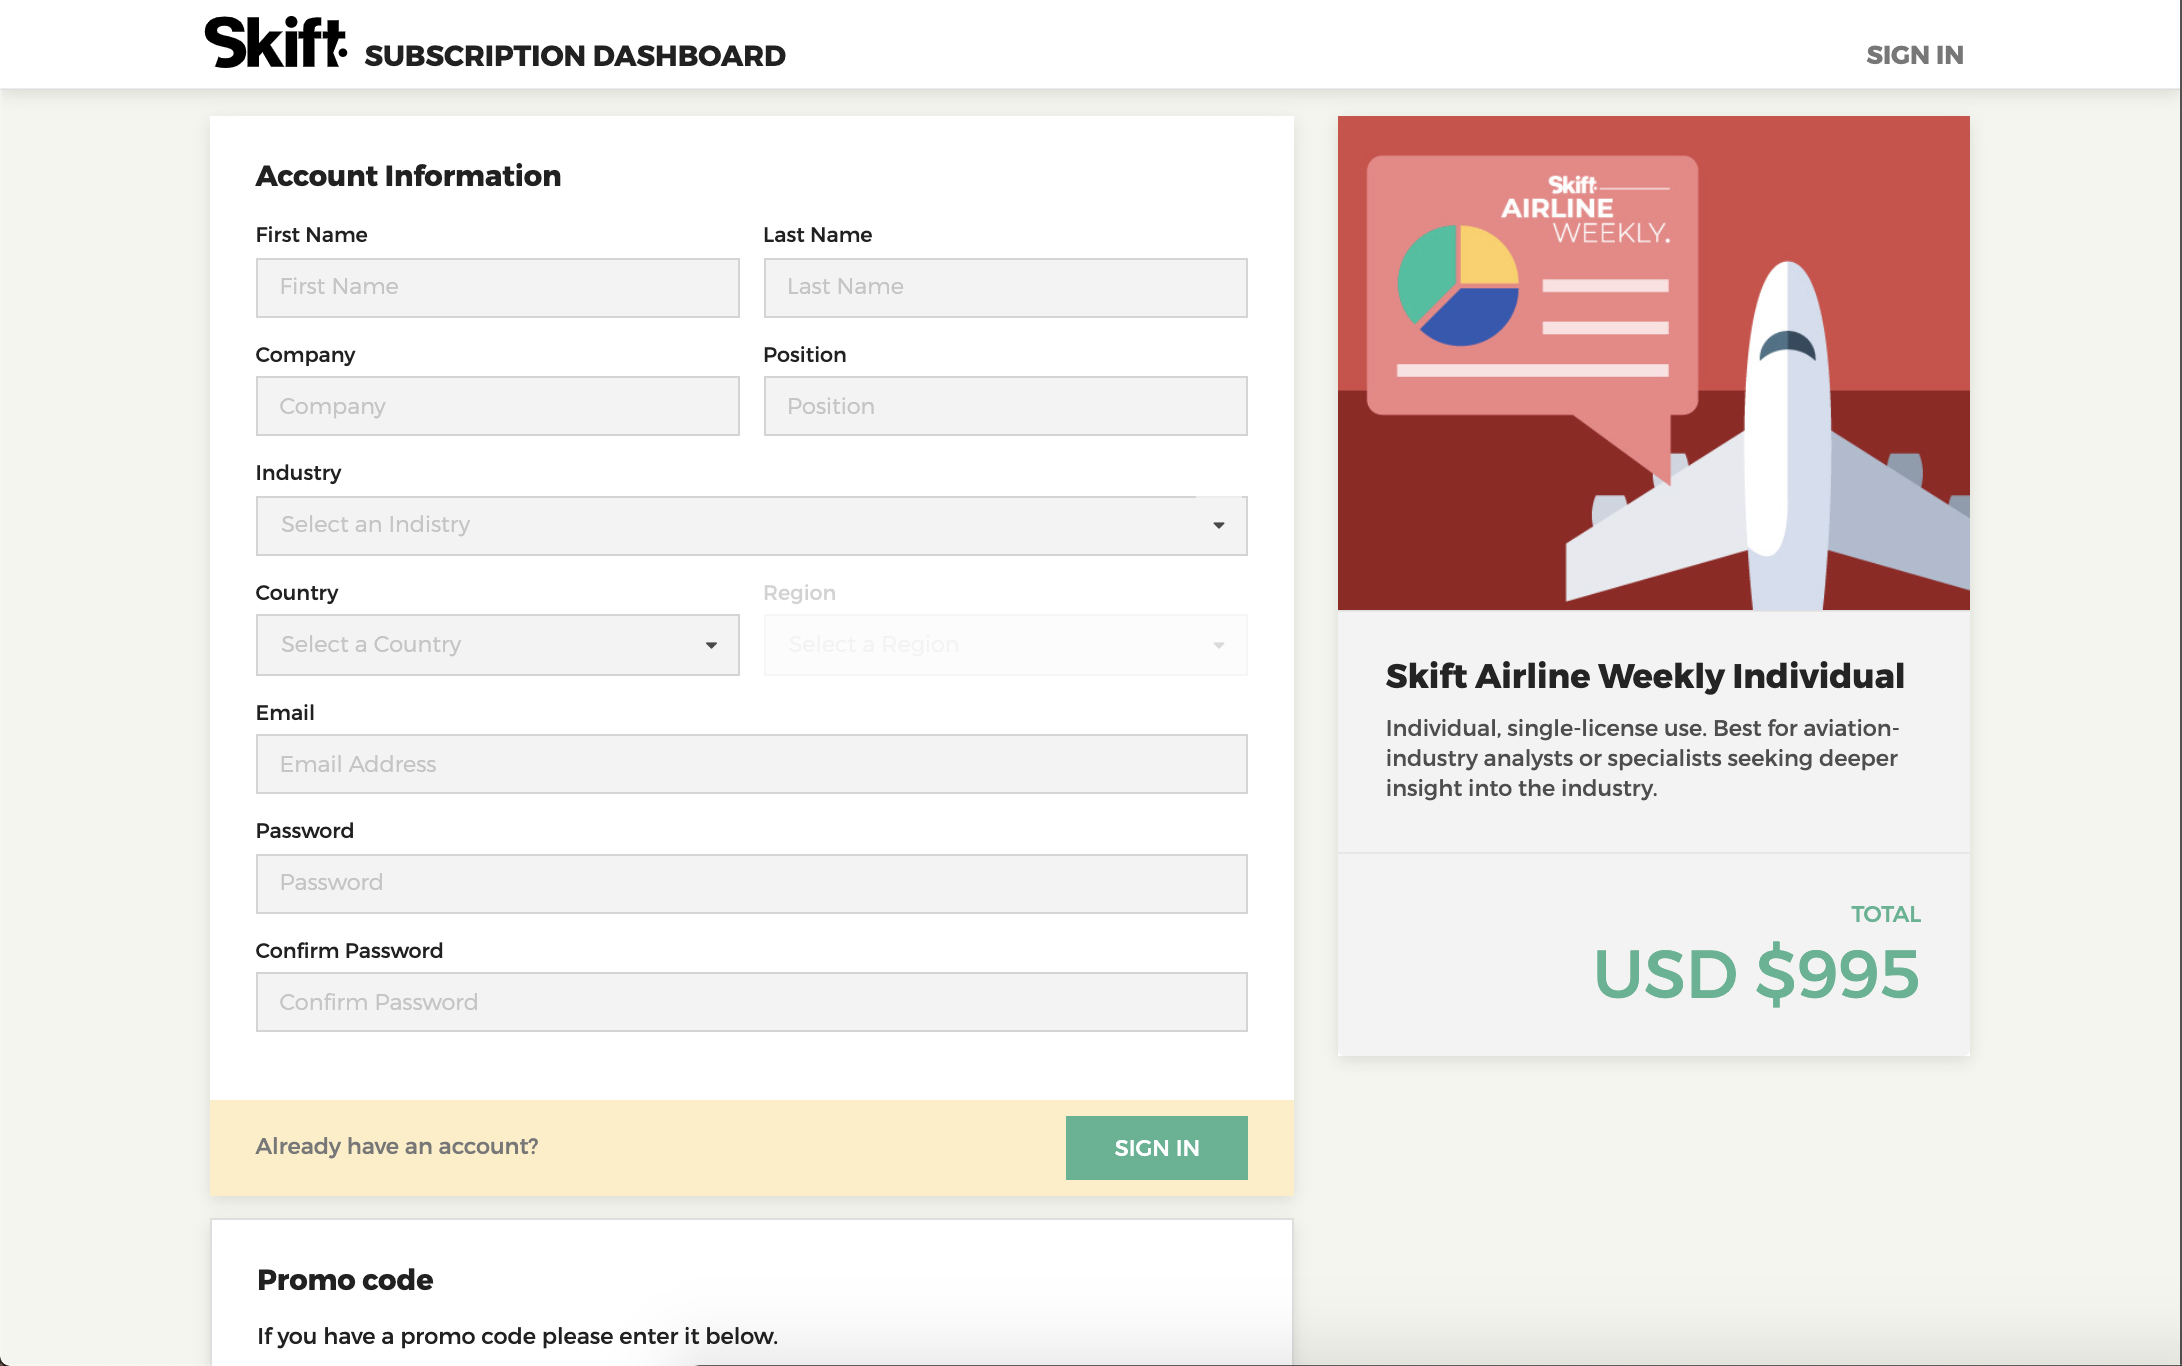 Skift SUBSCRIPTION DASHBOARD
SIGN IN
Account Information
First Name
Last Name
First Name
Last Name
Company
Position
Company
Position
Industry
Select an Indistry
Country
Region
Select a Country
Select a Region
Email
Email Address
Password
Password
Confirm Password
Confirm Password
Already have an account?
SIGN IN
Promo code
If you have a promo code please enter it below.
Skift
AIRLINE
WEEKLY.
Skift Airline Weekly Individual
Individual, single-license use. Best for aviation-
industry analysts or specialists seeking deeper
insight into the industry.
TOTAL
USD $995